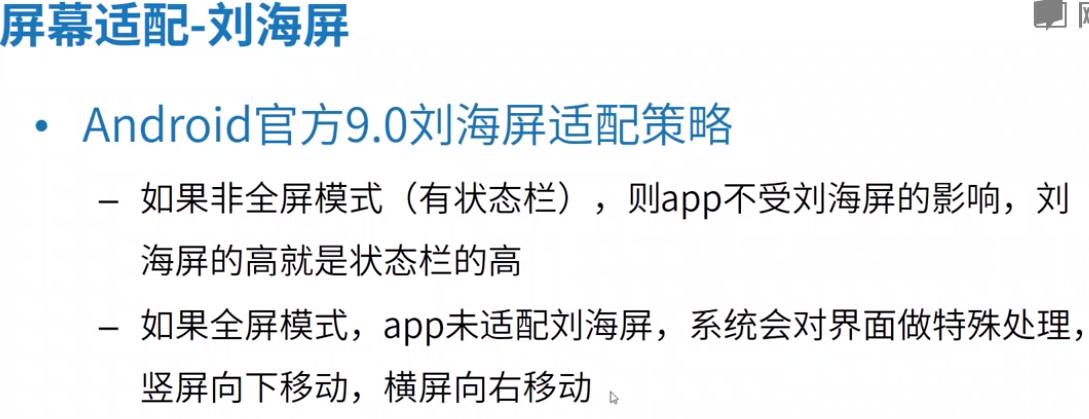 屏幕适配-刘海屏
• Android官方9.0刘海屏适配策略
– 如果非全屏模式（有状态栏），则app不受刘海屏的影响，刘
海屏的高就是状态栏的高
– 如果全屏模式，app未适配刘海屏，系统会对界面做特殊处理，
竖屏向下移动，横屏向右移动